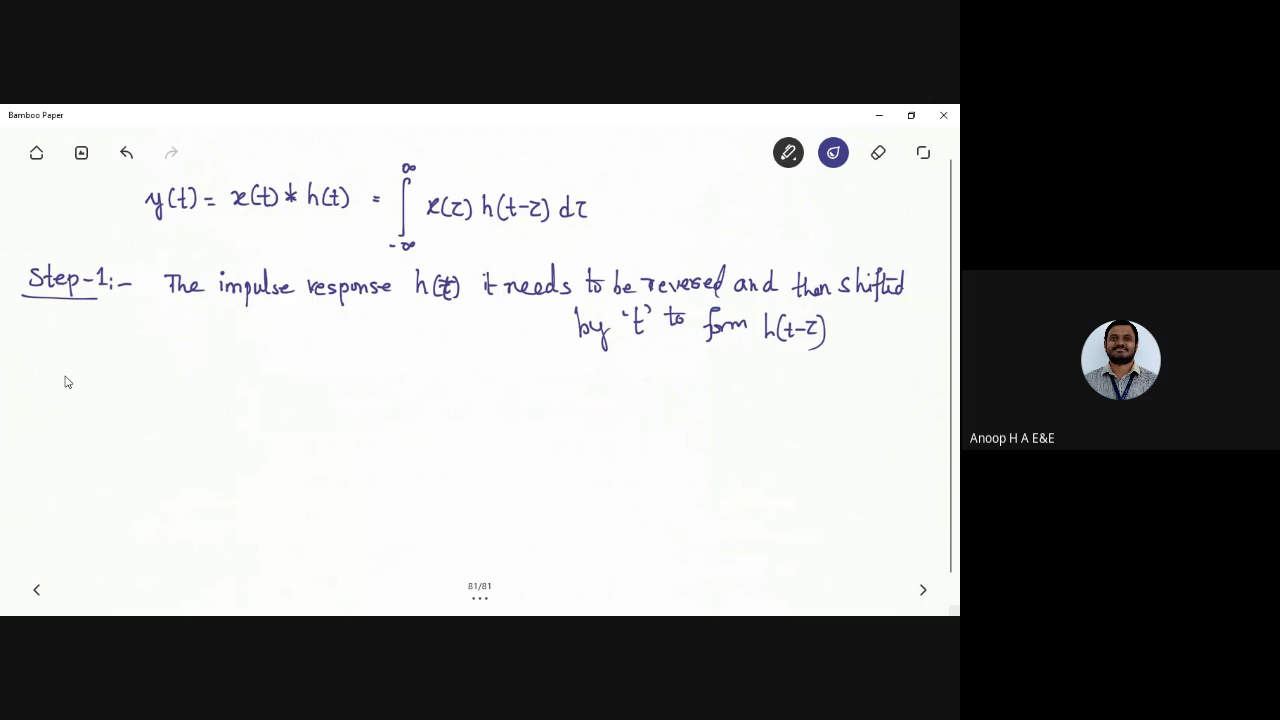 Bamboo Paper
y(t) = x(t) * h(t) = ∫_{-∞}^{∞} x(τ) h(t-τ) dτ
Step-1:- The impulse response h(τ) it needs to be reversed and then shifted
by 't' to form h(t-τ)
Anoop H A E&E
81/81